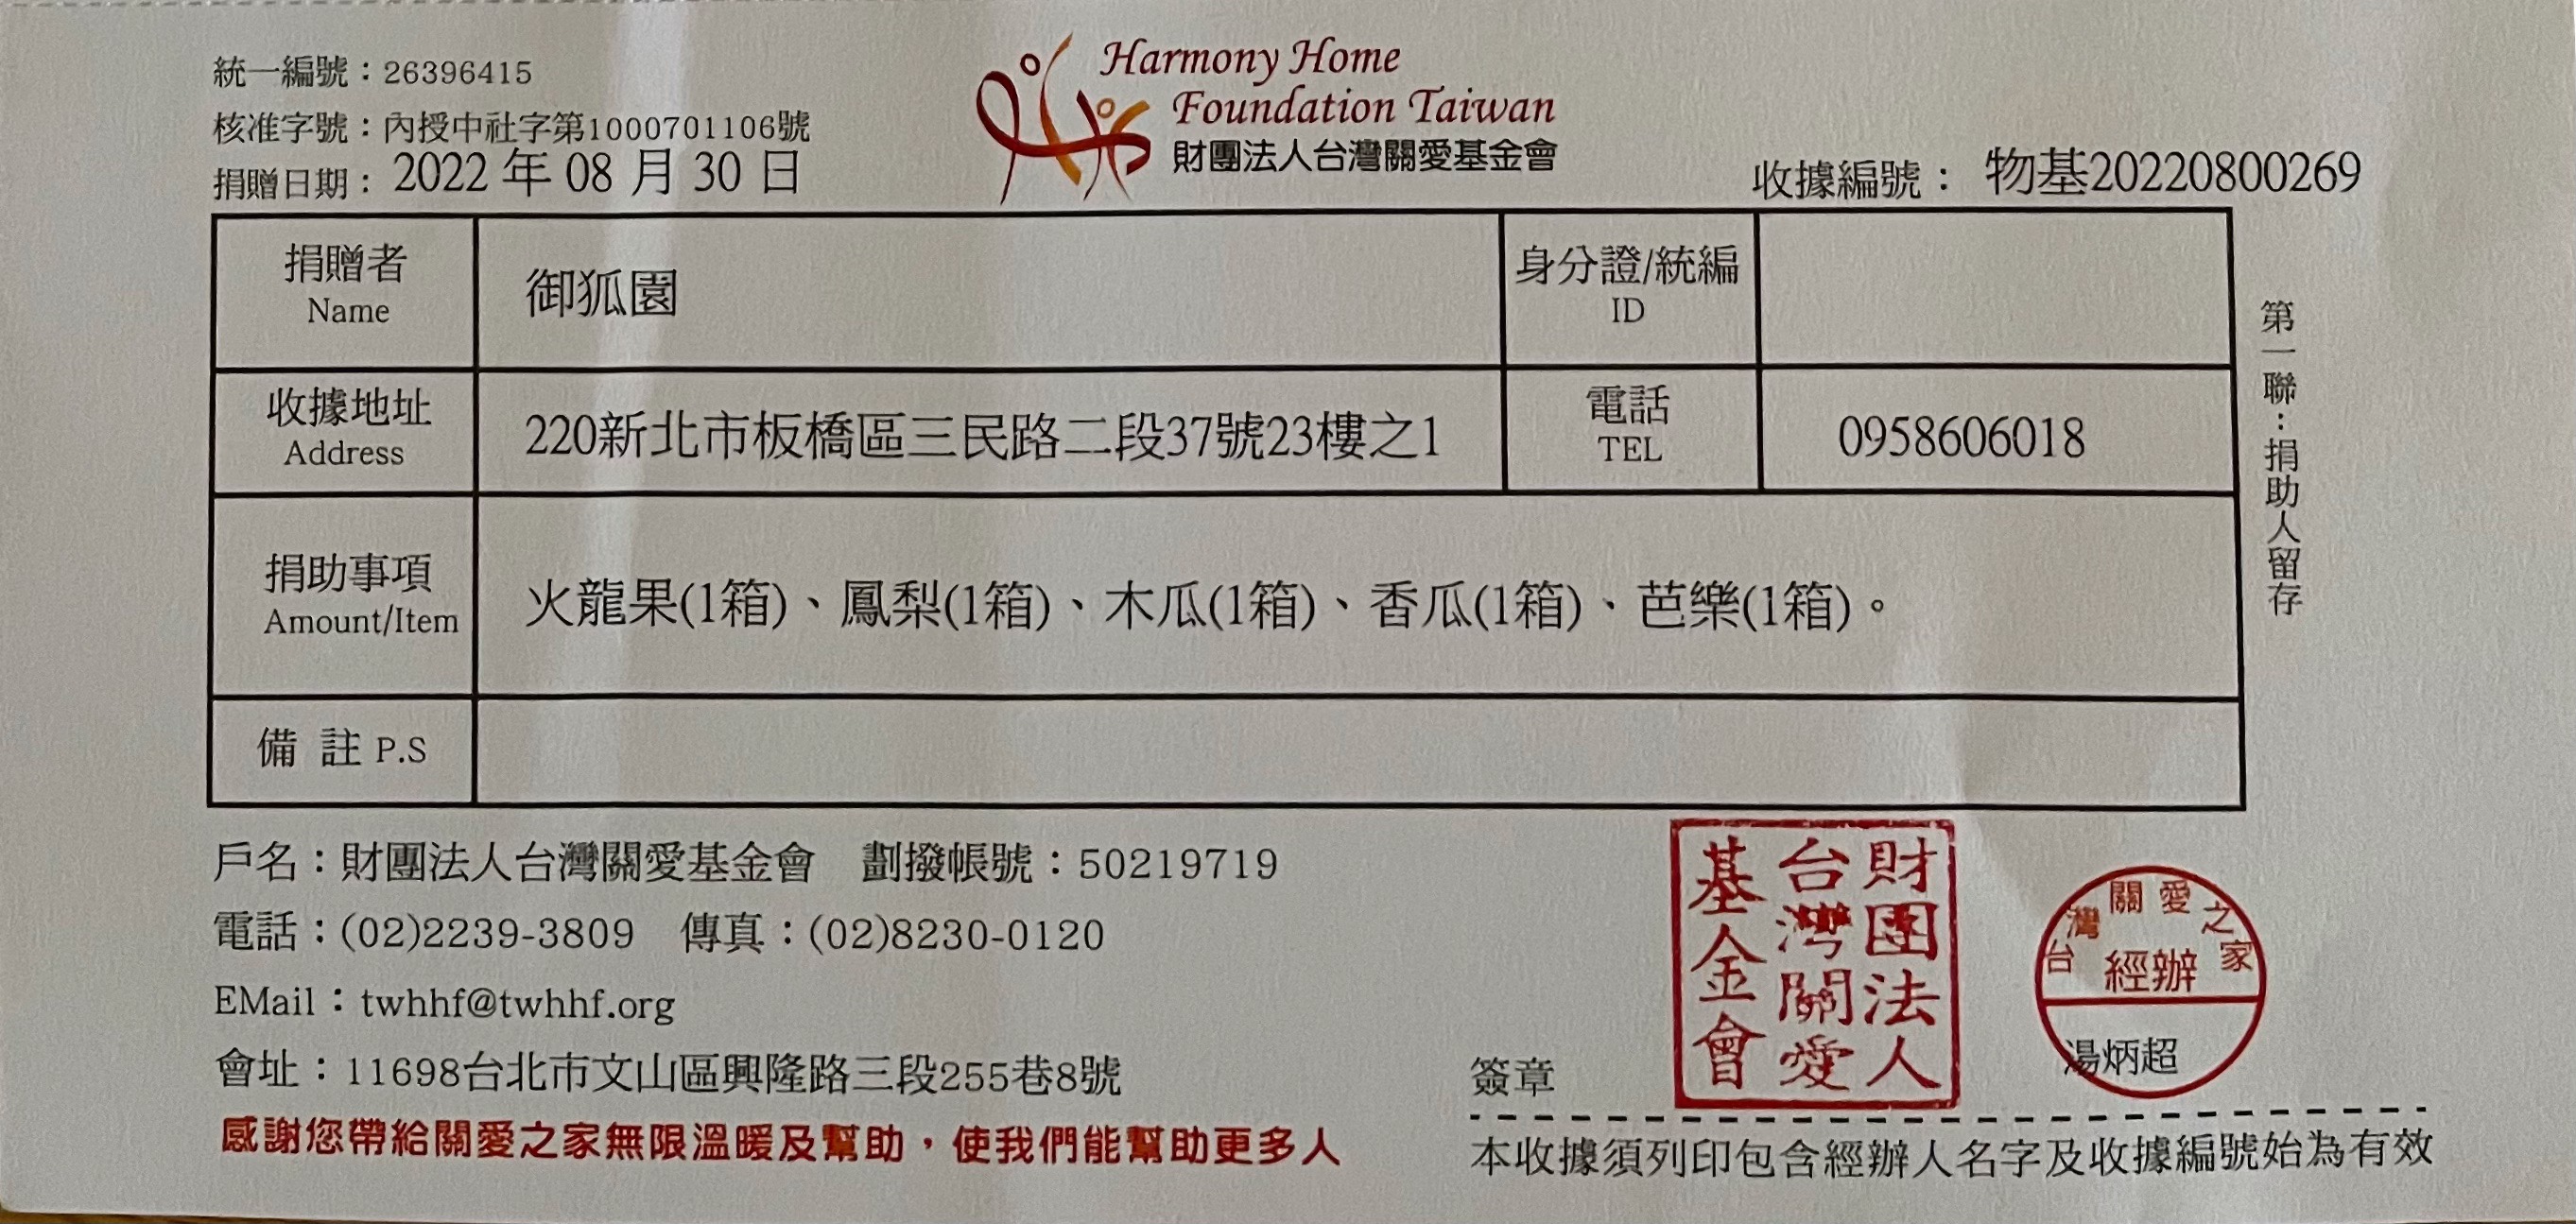 統一編號：26396415
核准字號：內授中社字第1000701106號
捐贈日期：2022 年 08 月 30 日
Harmony Home
Foundation Taiwan
財團法人台灣關愛基金會
收據編號： 物基20220800269
捐贈者
Name
御狐園
身分證/統編
ID
收據地址
Address
220新北市板橋區三民路二段37號23樓之1
電話
TEL
0958606018
捐助事項
Amount/Item
火龍果(1箱)、鳳梨(1箱)、木瓜(1箱)、香瓜(1箱)、芭樂(1箱)。
備 註 P.S
第一聯：捐助人留存
戶名：財團法人台灣關愛基金會 劃撥帳號：50219719
電話：(02)2239-3809 傳真：(02)8230-0120
EMail：twhhf@twhhf.org
會址：11698台北市文山區興隆路三段255巷8號
感謝您帶給關愛之家無限溫暖及幫助，使我們能幫助更多人
簽章
財團法人
台灣關愛
基金會
台灣關愛之家
經辦
湯炳超
本收據須列印包含經辦人名字及收據編號始為有效